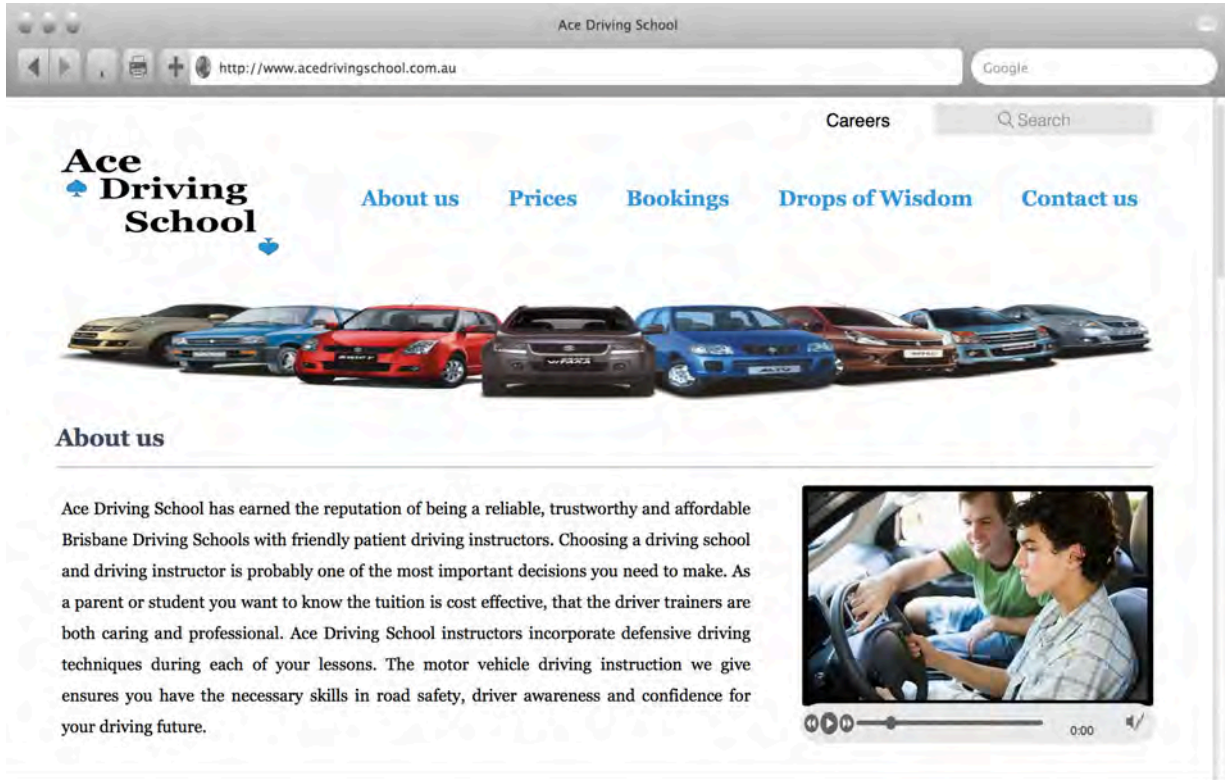 Ace Driving School
http://www.acedrivingschool.com.au
Google
Careers
Search
Ace
Driving
School
About us
Prices
Bookings
Drops of Wisdom
Contact us
SWIFT
ALTO
About us
Ace Driving School has earned the reputation of being a reliable, trustworthy and affordable
Brisbane Driving Schools with friendly patient driving instructors. Choosing a driving school
and driving instructor is probably one of the most important decisions you need to make. As
a parent or student you want to know the tuition is cost effective, that the driver trainers are
both caring and professional. Ace Driving School instructors incorporate defensive driving
techniques during each of your lessons. The motor vehicle driving instruction we give
ensures you have the necessary skills in road safety, driver awareness and confidence for
your driving future.
0:00